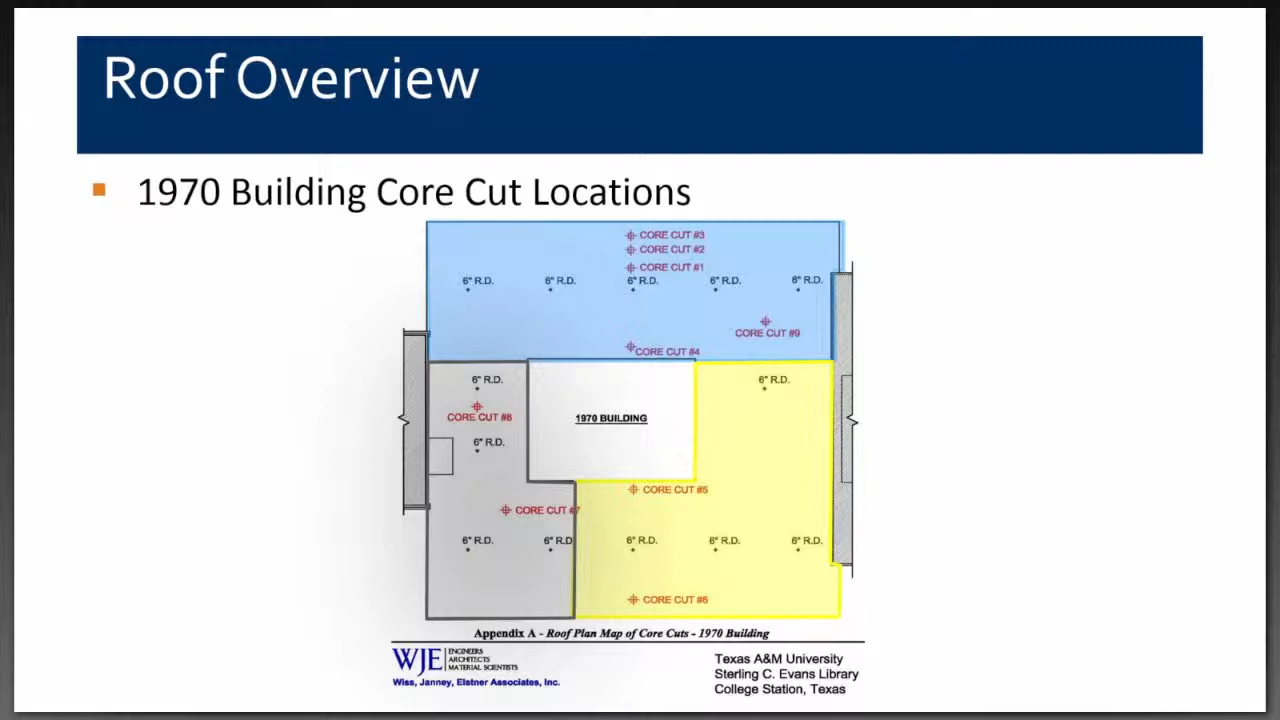 Roof Overview
1970 Building Core Cut Locations
CORE CUT #3
CORE CUT #2
CORE CUT #1
6" R.D. 6" R.D. 6" R.D. 6" R.D. 6" R.D.
CORE CUT #9
CORE CUT #4
6" R.D. 6" R.D.
CORE CUT #8
1970 BUILDING
6" R.D.
CORE CUT #5
CORE CUT #7
6" R.D. 6" R.D 6" R.D. 6" R.D. 6" R.D.
CORE CUT #6
Appendix A - Roof Plan Map of Core Cuts - 1970 Building
WJE ENGINEERS
ARCHITECTS
MATERIAL SCIENTISTS
Wiss, Janney, Elstner Associates, Inc.
Texas A&M University
Sterling C. Evans Library
College Station, Texas